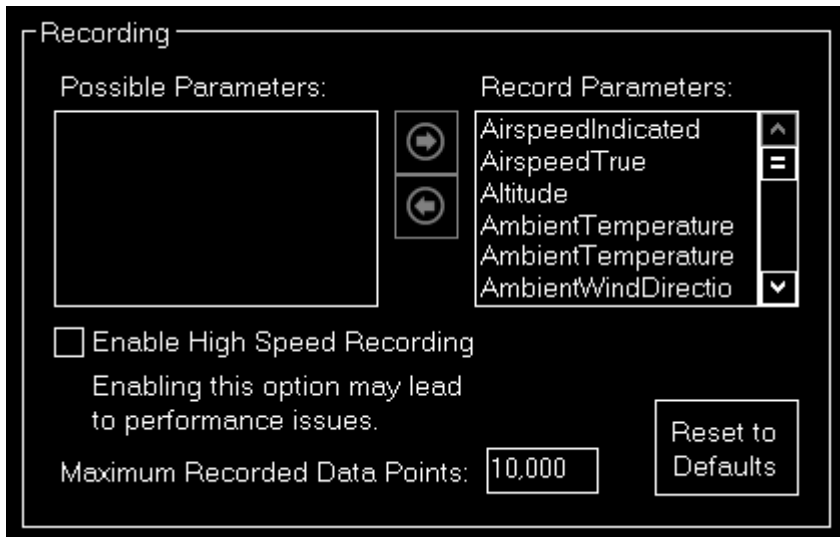 Recording
Possible Parameters:
Record Parameters:
AirspeedIndicated
AirspeedTrue
Altitude
AmbientTemperature
AmbientTemperature
AmbientWindDirectio
Enable High Speed Recording
Enabling this option may lead
to performance issues.
Maximum Recorded Data Points:
10,000
Reset to
Defaults